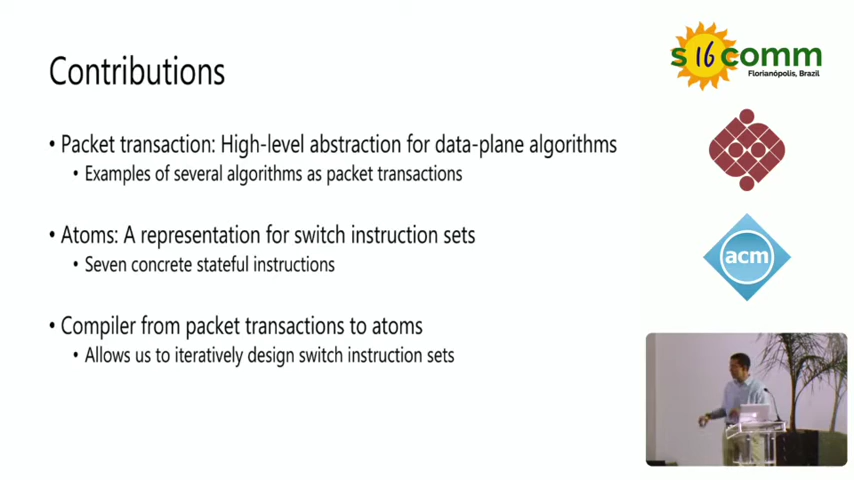 Contributions
• Packet transaction: High-level abstraction for data-plane algorithms
• Examples of several algorithms as packet transactions
• Atoms: A representation for switch instruction sets
• Seven concrete stateful instructions
• Compiler from packet transactions to atoms
• Allows us to iteratively design switch instruction sets
s16comm
Florianópolis, Brazil
acm